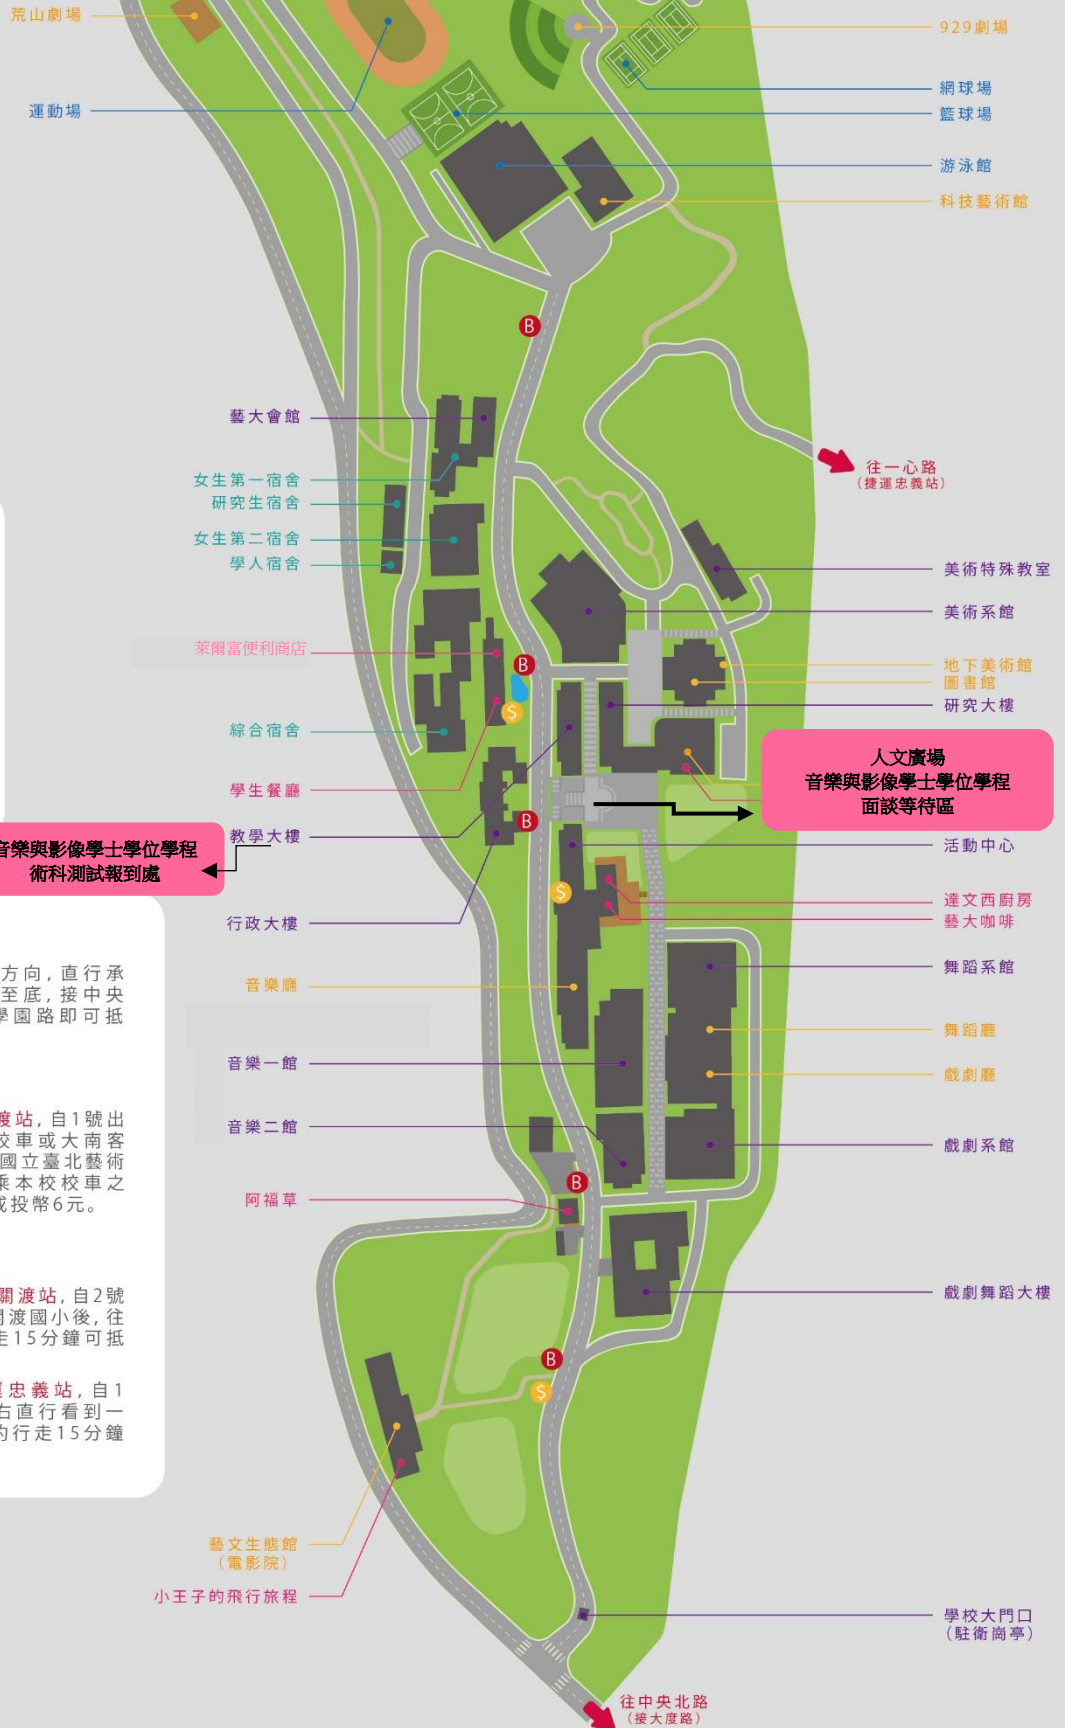 荒山劇場
運動場
929劇場
網球場
籃球場
游泳館
科技藝術館
B
往一心路
（捷運忠義站）
藝大會館
女生第一宿舍
研究生宿舍
女生第二宿舍
學人宿舍
萊爾富便利商店
綜合宿舍
學生餐廳
教學大樓
音樂與影像學士學位學程
術科測試報到處
行政大樓
音樂廳
音樂一館
音樂二館
阿福草
B
$
B
$
B
B
$
美術特殊教室
美術系館
地下美術館
圖書館
研究大樓
人文廣場
音樂與影像學士學位學程
面談等待區
活動中心
達文西廚房
藝大咖啡
舞蹈系館
舞蹈廳
戲劇廳
戲劇系館
戲劇舞蹈大樓
方向，直行承
至底，接中央
學園路即可抵
渡站，自1號出
校車或大南客
國立臺北藝術
乘本校校車之
或投幣6元。
關渡站，自2號
關渡國小後，往
走15分鐘可抵
忠義站，自1
右直行看到一
約行走15分鐘
藝文生態館
（電影院）
小王子的飛行旅程
學校大門口
（駐衛崗亭）
往中央北路
（接大度路）